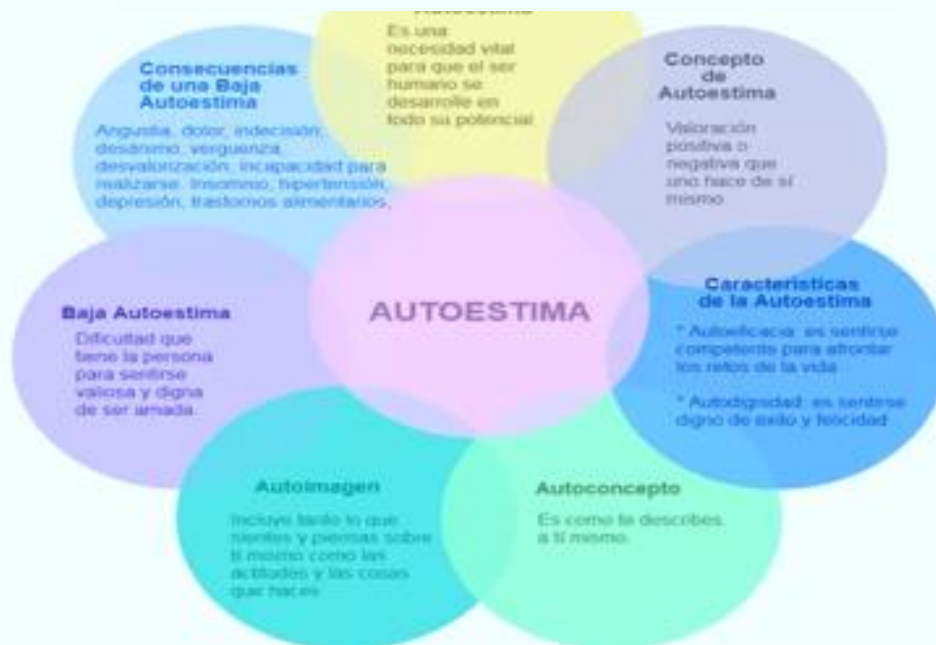 Autoestima
Es una
necesidad vital
para que el ser
humano se
desarrolle en
todo su potencial
Concepto
de
Autoestima
Valoración
positiva o
negativa que
uno hace de sí
mismo
Características
de la Autoestima
* Autoeficacia: es sentirse
competente para afrontar
los retos de la vida
* Autodignidad: es sentirse
digno de exito y felicidad
Autoconcepto
Es como te describes
a tí mismo.
Autoimagen
Incluye tanto lo que
sientes y piensas sobre
tí mismo como las
actitudes y las cosas
que haces
Baja Autoestima
Dificultad que
tiene la persona
para sentirse
valiosa y digna
de ser amada.
Consecuencias
de una Baja
Autoestima
Angustia, dolor, indecisión,
desánimo, verguenza,
desvalorización. Incapacidad para
realizarse. Insomnio, hipertensión,
depresión, trastornos alimentarios,
AUTOESTIMA